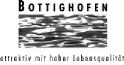 BOTTIGHOFEN
attraktiv mit hoher Lebensqualität